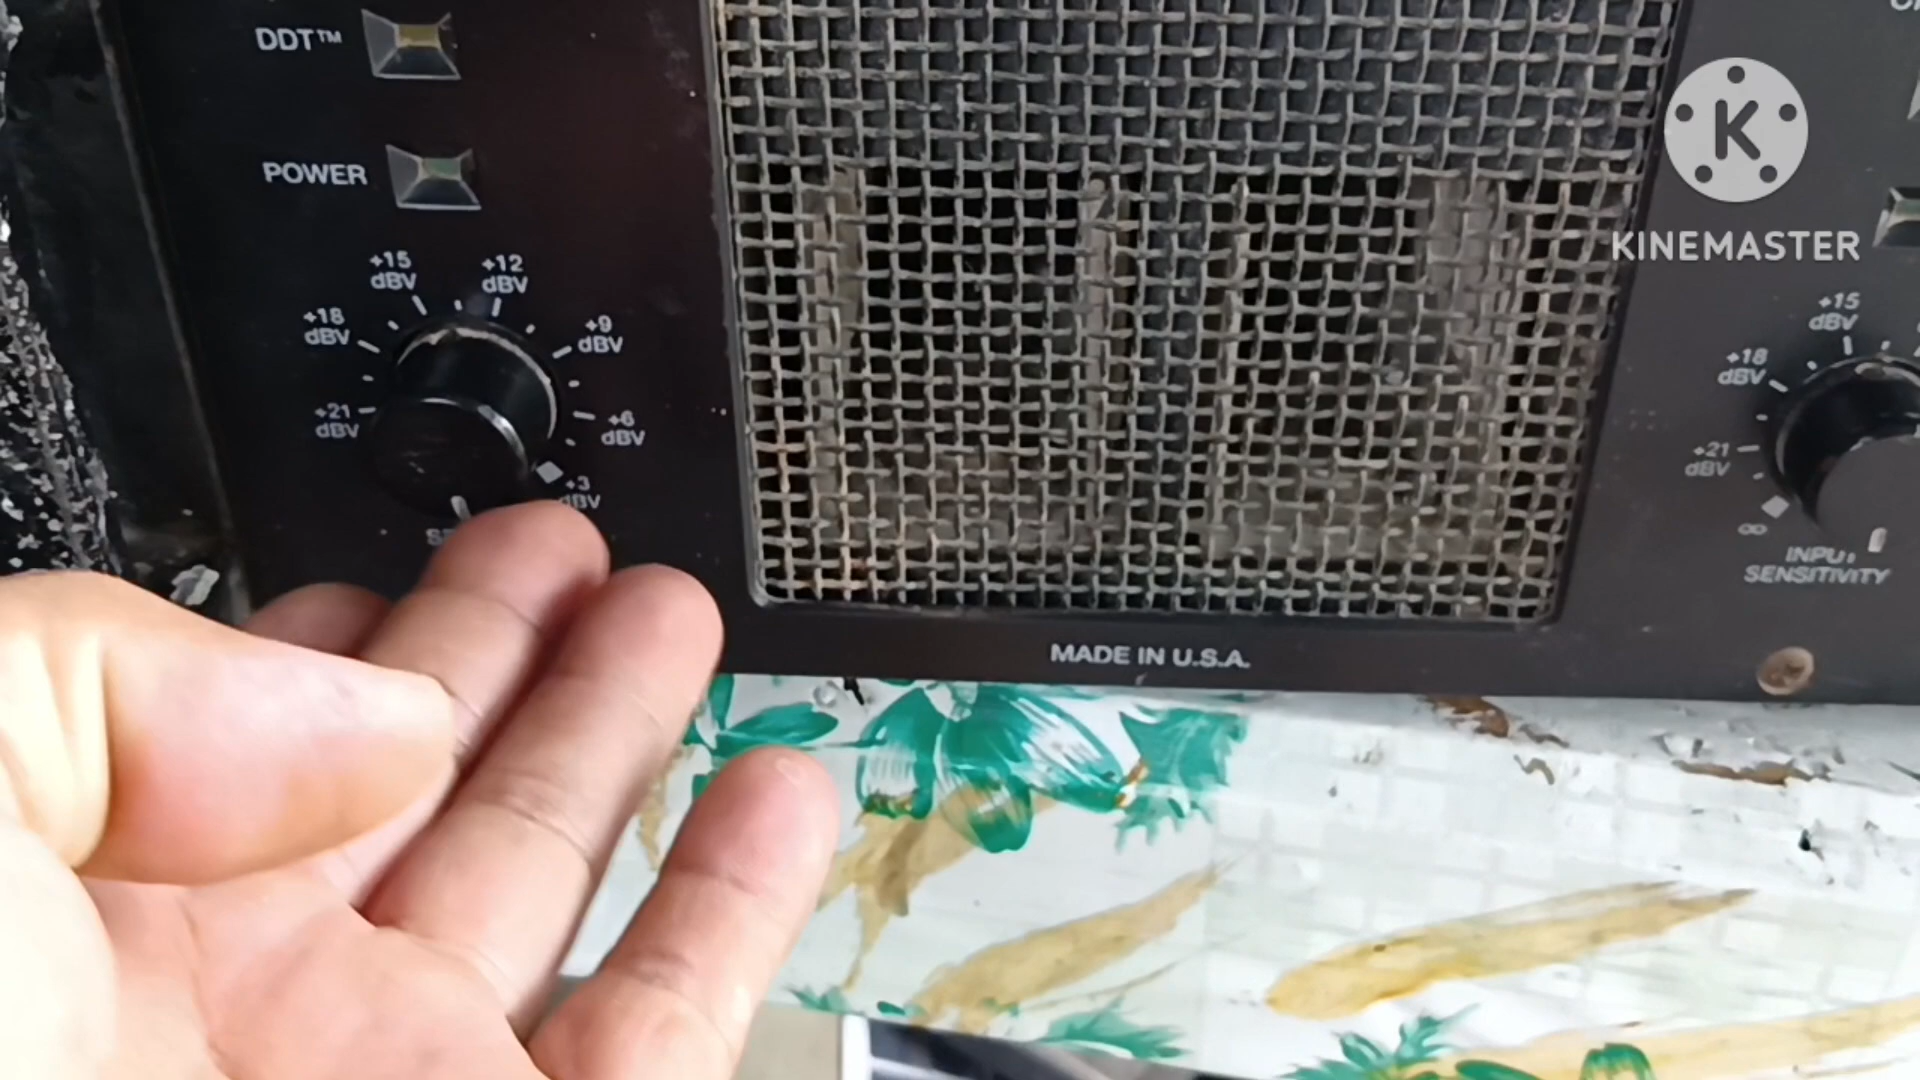 DDT™
POWER
+15
dBV
+12
dBV
+18
dBV
+9
dBV
+21
dBV
+6
dBV
+3
dBV
MADE IN U.S.A.
K
KINEMASTER
+15
dBV
+18
dBV
+21
dBV
∞
INPUT
SENSITIVITY